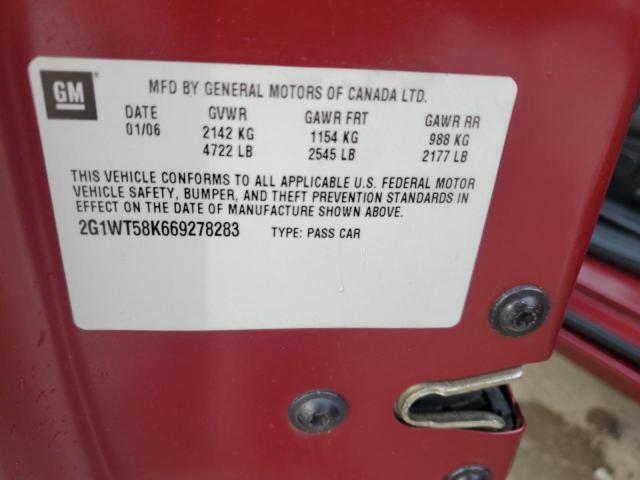 GM
MFD BY GENERAL MOTORS OF CANADA LTD.
DATE GVWR GAWR FRT GAWR RR
01/06 2142 KG 1154 KG 988 KG
4722 LB 2545 LB 2177 LB
THIS VEHICLE CONFORMS TO ALL APPLICABLE U.S. FEDERAL MOTOR
VEHICLE SAFETY, BUMPER, AND THEFT PREVENTION STANDARDS IN
EFFECT ON THE DATE OF MANUFACTURE SHOWN ABOVE.
2G1WT58K669278283 TYPE: PASS CAR